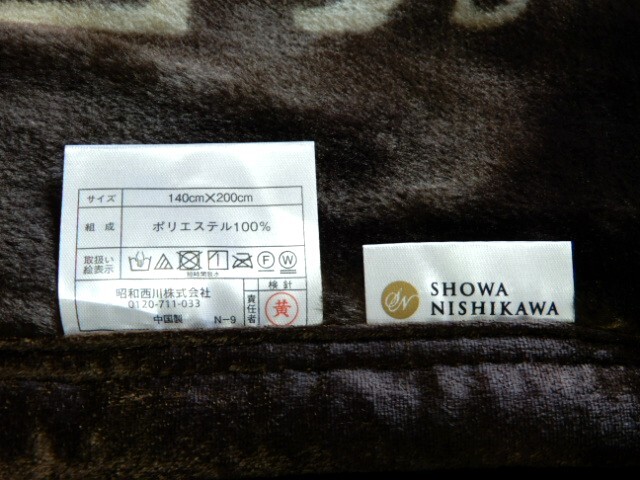 サイズ 140cm×200cm
組成 ポリエステル100%
取扱い
絵表示
F W
昭和西川株式会社
0120-711-033
中国製 N-9
責任者
検針
黄
SN
SHOWA
NISHIKAWA